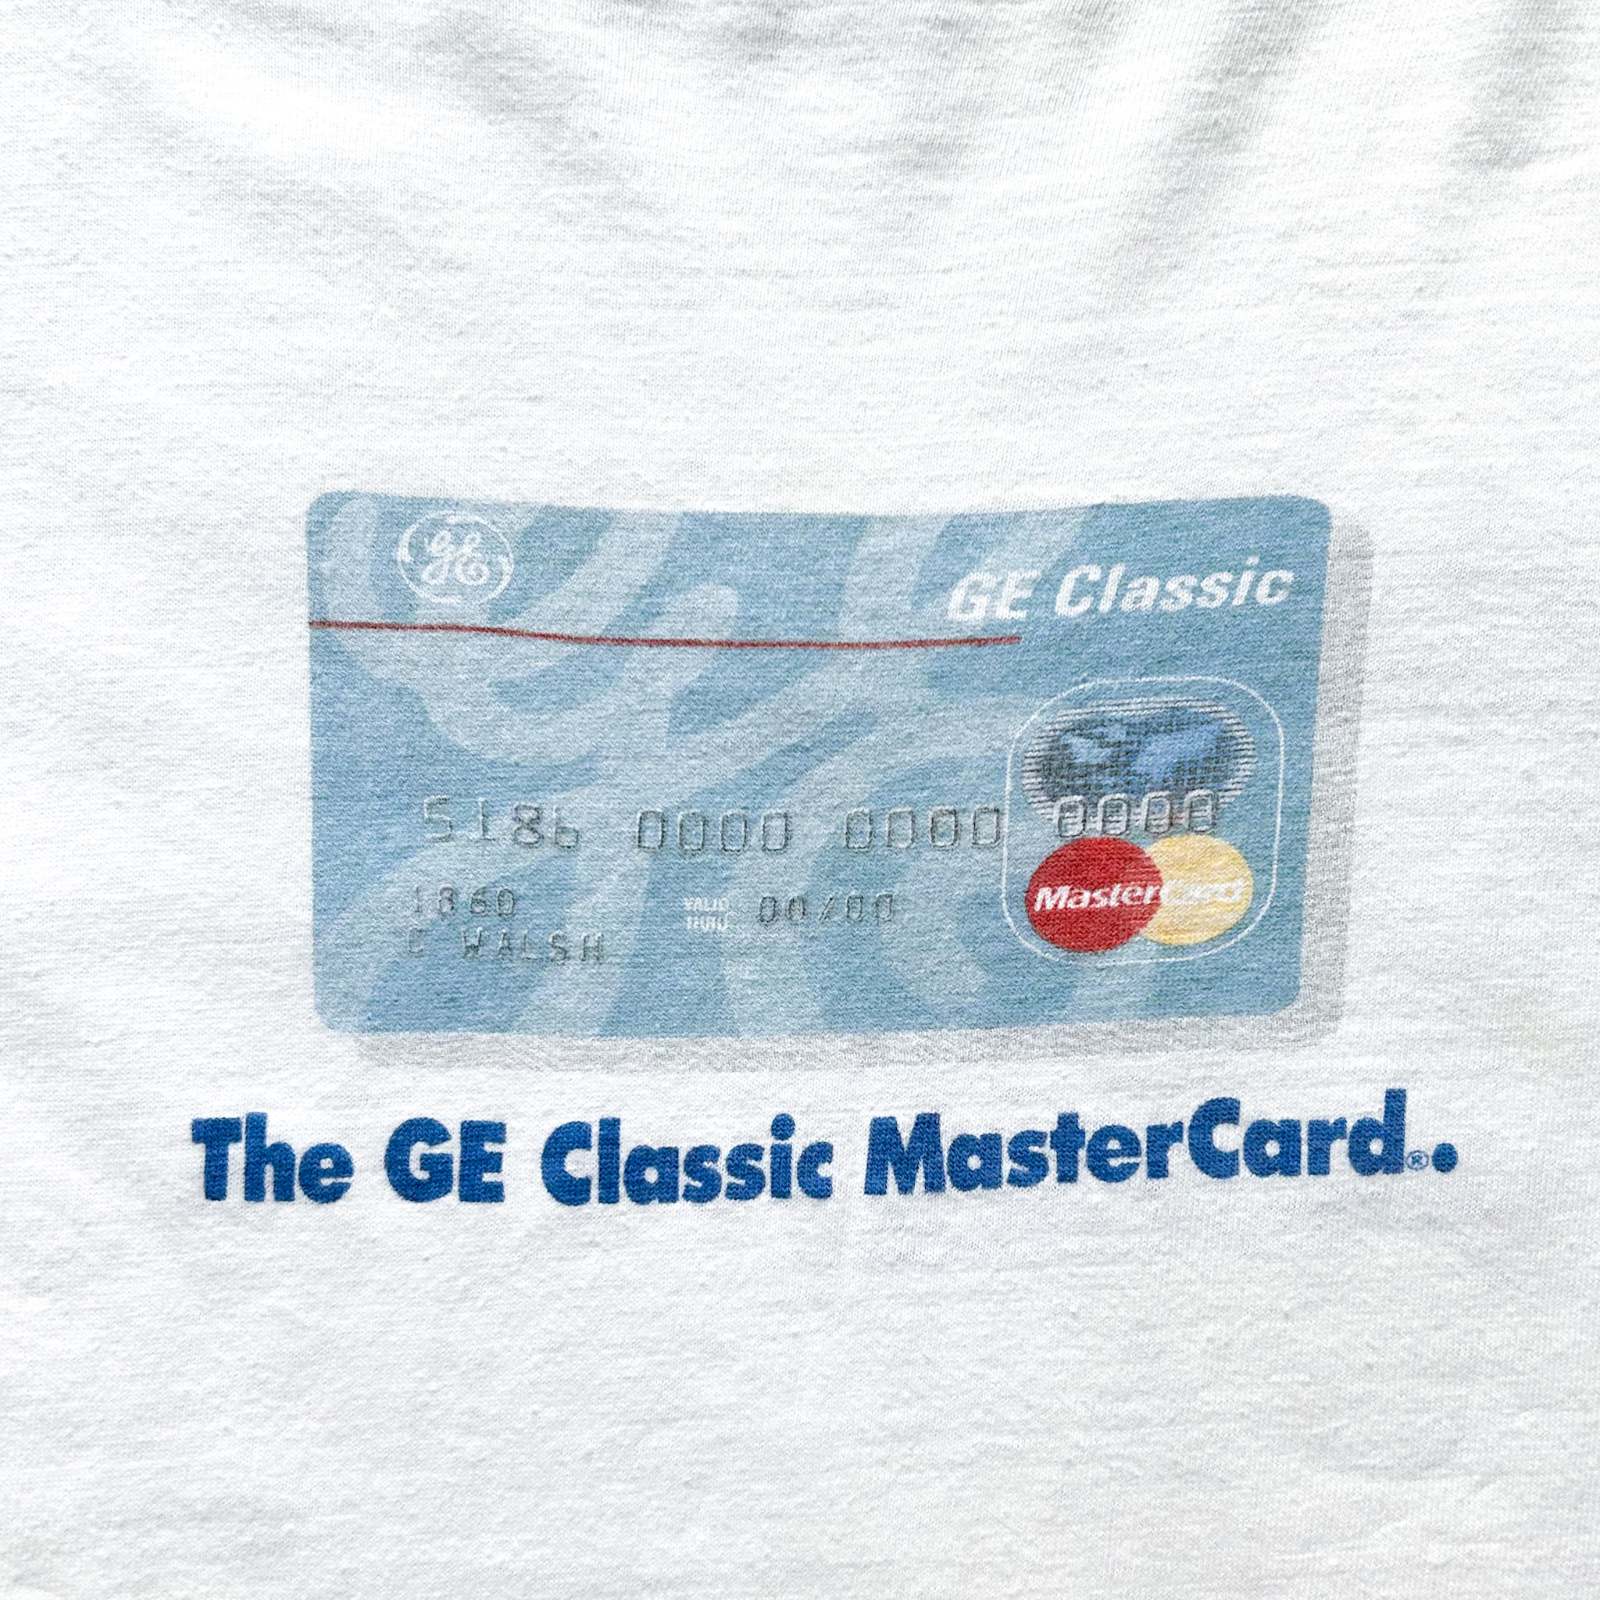 GE
GE Classic
5186 0000 0000 0000
MasterCard
1860 VALID THRU 00/00
C WALSH
The GE Classic MasterCard®.